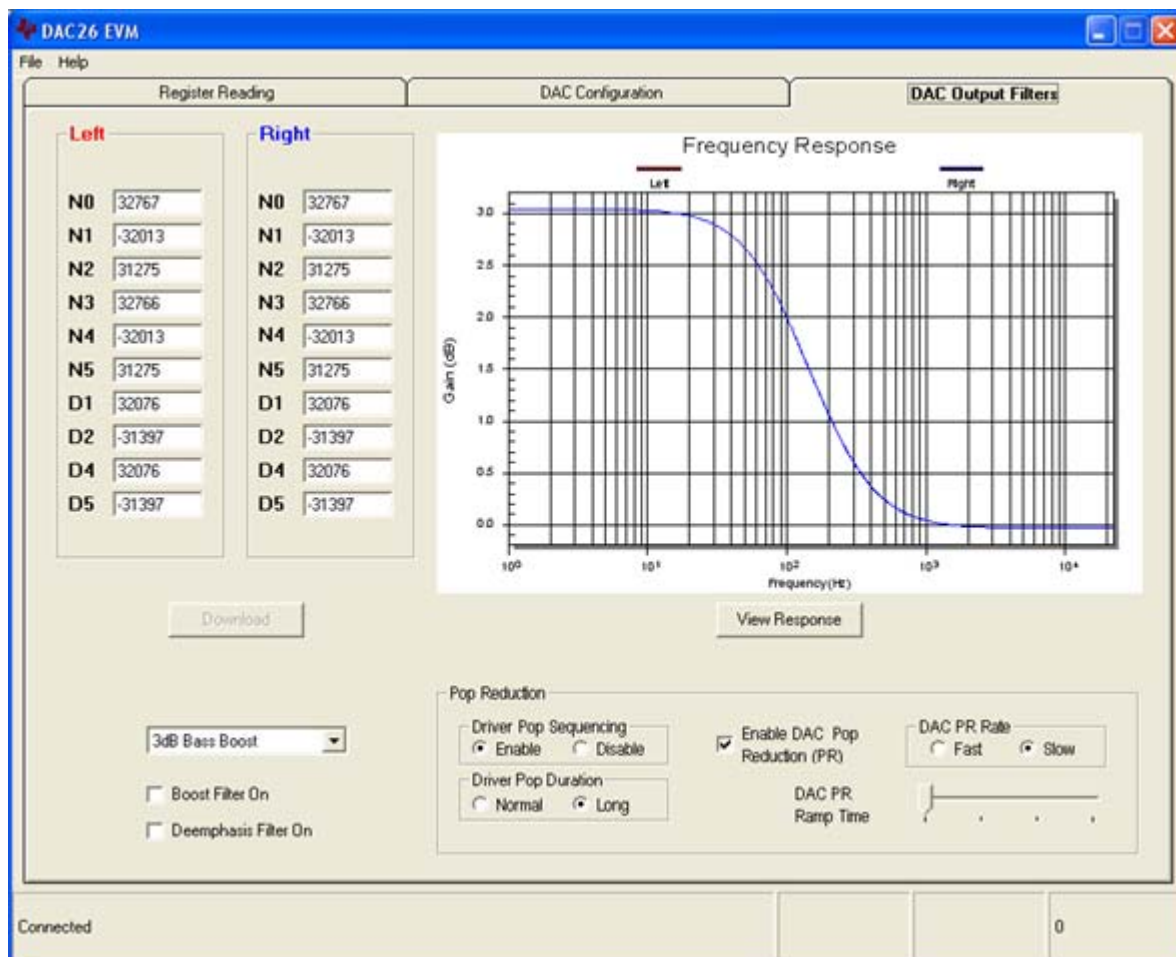 DAC26 EVM
File Help
Register Reading DAC Configuration DAC Output Filters
Left Right
N0 32767 N0 32767
N1 -32013 N1 -32013
N2 31275 N2 31275
N3 32766 N3 32766
N4 -32013 N4 -32013
N5 31275 N5 31275
D1 32076 D1 32076
D2 -31397 D2 -31397
D4 32076 D4 32076
D5 -31397 D5 -31397
Frequency Response
Left Right
Gain (dB)
3.0
2.5
2.0
1.5
1.0
0.5
0.0
10⁰ 10¹ 10² 10³ 10⁴
Frequency(Hz)
Download View Response
3dB Bass Boost
Boost Filter On
Deemphasis Filter On
Pop Reduction
Driver Pop Sequencing
Enable Disable
Driver Pop Duration
Normal Long
Enable DAC Pop
Reduction (PR)
DAC PR Rate
Fast Slow
DAC PR
Ramp Time
Connected 0